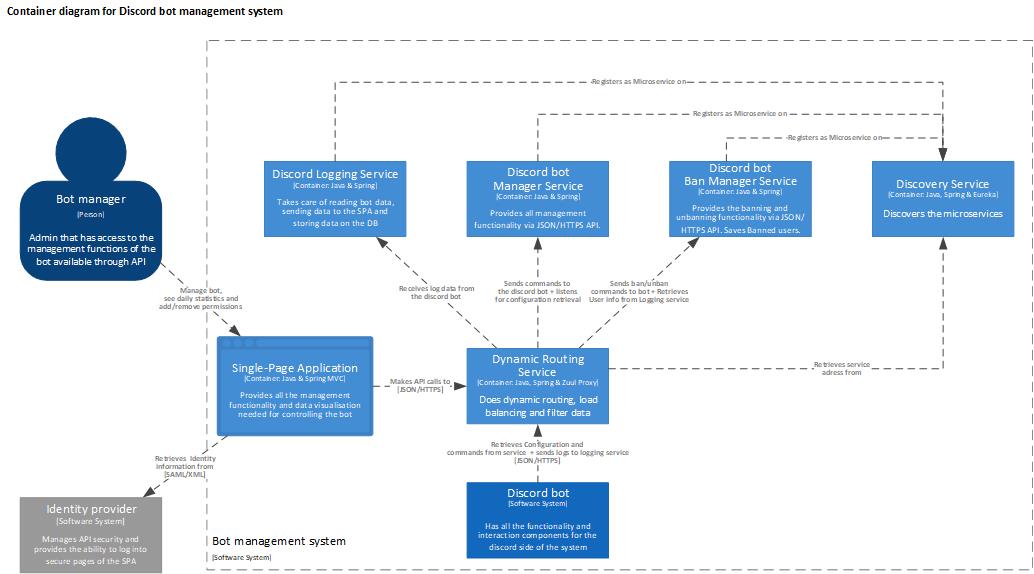 Container diagram for Discord bot management system
Registers as Microservice on
Registers as Microservice on
Registers as Microservice on
Bot manager
[Person]
Admin that has access to the
management functions of the
bot available through API
Discord Logging Service
[Container: Java & Spring]
Takes care of reading bot data,
sending data to the SPA and
storing data on the DB
Discord bot
Manager Service
[Container: Java & Spring]
Provides all management
functionality via JSON/HTTPS API.
Discord bot
Ban Manager Service
[Container: Java & Spring]
Provides the banning and
unbanning functionality via JSON/
HTTPS API. Saves Banned users.
Discovery Service
[Container: Java, Spring & Eureka]
Discovers the microservices
Manage bot,
see daily statistics and
add/remove permissions
Receives log data from
the discord bot
Sends commands to
the discord bot + listens
for configuration retrieval
Sends ban/unban
commands to bot + Retrieves
User info from Logging service
Single-Page Application
[Container: Java & Spring MVC]
Provides all the management
functionality and data visualisation
needed for controlling the bot
Makes API calls to
[JSON/HTTPS]
Dynamic Routing
Service
[Container: Java, Spring & Zuul Proxy]
Does dynamic routing, load
balancing and filter data
Retrieves service
adress from
Retrieves Identity
Information from
[SAML/XML]
Retrieves Configuration and
commands from service + sends logs to logging service
[JSON/HTTPS]
Identity provider
[Software System]
Manages API security and
provides the ability to log into
secure pages of the SPA
Discord bot
[Software System]
Has all the functionality and
interaction components for the
discord side of the system
Bot management system
[Software System]